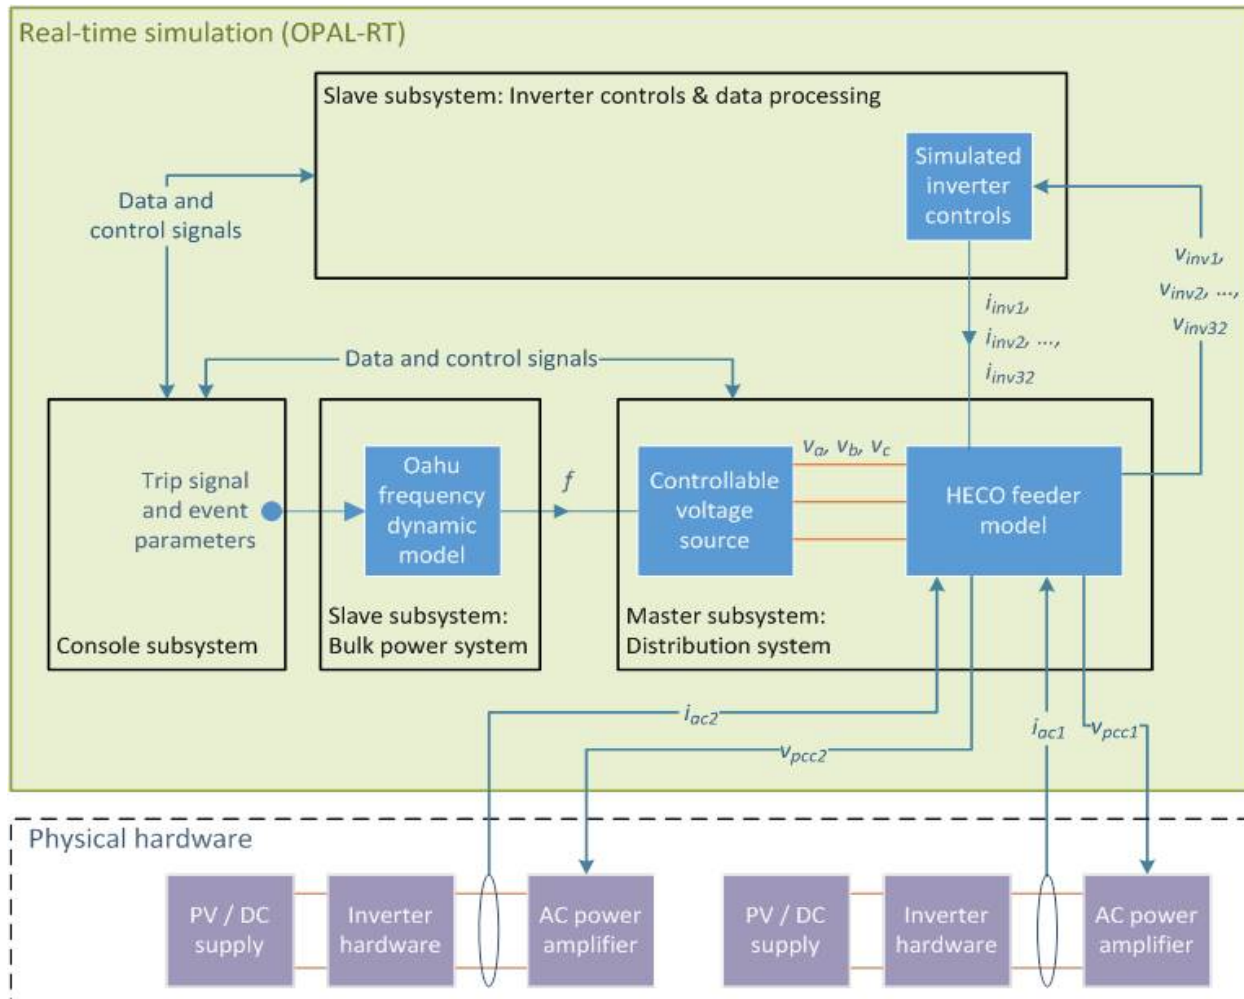 Real-time simulation (OPAL-RT)
Slave subsystem: Inverter controls & data processing
Simulated
inverter
controls
Data and
control signals
v_inv1,
v_inv2, ...,
v_inv32
i_inv1,
i_inv2, ...,
i_inv32
Data and control signals
Trip signal
and event
parameters
Console subsystem
Oahu
frequency
dynamic
model
Slave subsystem:
Bulk power system
f
Controllable
voltage
source
v_a, v_b, v_c
HECO feeder
model
Master subsystem:
Distribution system
i_ac2
v_pcc2
i_ac1
v_pcc1
Physical hardware
PV / DC
supply
Inverter
hardware
AC power
amplifier
PV / DC
supply
Inverter
hardware
AC power
amplifier